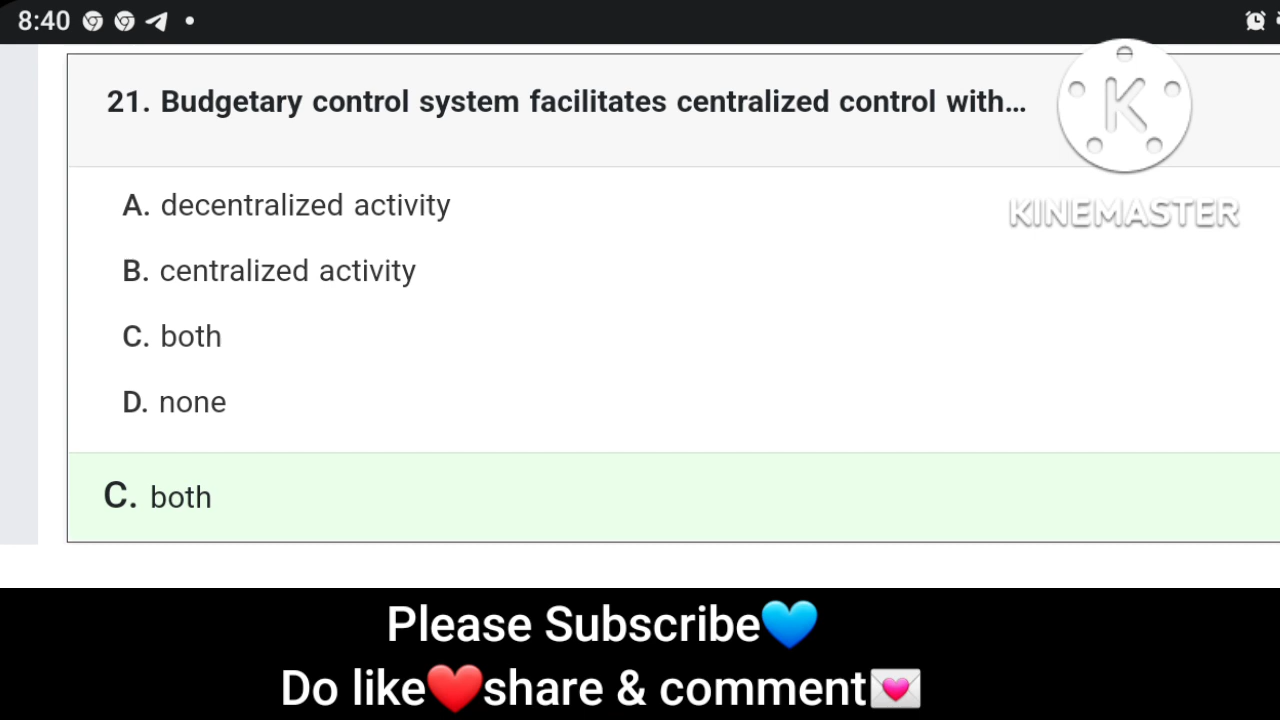 8:40
21. Budgetary control system facilitates centralized control with...
K
KINEMASTER
A. decentralized activity
B. centralized activity
C. both
D. none
C. both
Please Subscribe💙
Do like❤️share & comment💌